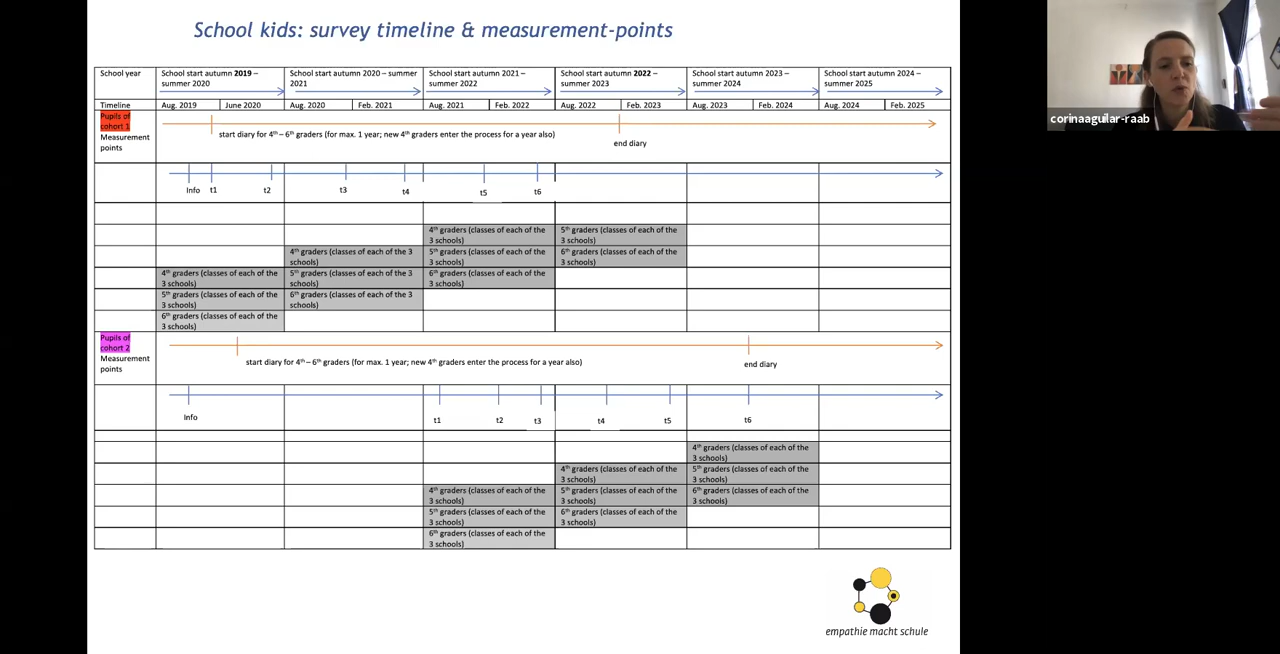 School kids: survey timeline & measurement-points
corinaaguilar-raab
School year
School start autumn 2019 –
summer 2020
School start autumn 2020 – summer
2021
School start autumn 2021 –
summer 2022
School start autumn 2022 –
summer 2023
School start autumn 2023 –
summer 2024
School start autumn 2024 –
summer 2025
Timeline
Aug. 2019
June 2020
Aug. 2020
Feb. 2021
Aug. 2021
Feb. 2022
Aug. 2022
Feb. 2023
Aug. 2023
Feb. 2024
Aug. 2024
Feb. 2025
Pupils of
cohort 1
Measurement
points
start diary for 4th – 6th graders (for max. 1 year; new 4th graders enter the process for a year also)
end diary
Info
t1
t2
t3
t4
t5
t6
4th graders (classes of each of the
3 schools)
5th graders (classes of each of the
3 schools)
4th graders (classes of each of the 3
schools)
5th graders (classes of each of the
3 schools)
6th graders (classes of each of the
3 schools)
4th graders (classes of each of the
3 schools)
5th graders (classes of each of the 3
schools)
6th graders (classes of each of the
3 schools)
5th graders (classes of each of the
3 schools)
6th graders (classes of each of the 3
schools)
6th graders (classes of each of the
3 schools)
Pupils of
cohort 2
Measurement
points
start diary for 4th – 6th graders (for max. 1 year; new 4th graders enter the process for a year also)
end diary
Info
t1
t2
t3
t4
t5
t6
4th graders (classes of each of the
3 schools)
4th graders (classes of each of the
3 schools)
5th graders (classes of each of the
3 schools)
4th graders (classes of each of the
3 schools)
5th graders (classes of each of the
3 schools)
6th graders (classes of each of the
3 schools)
5th graders (classes of each of the
3 schools)
6th graders (classes of each of the
3 schools)
6th graders (classes of each of the
3 schools)
empathie macht schule